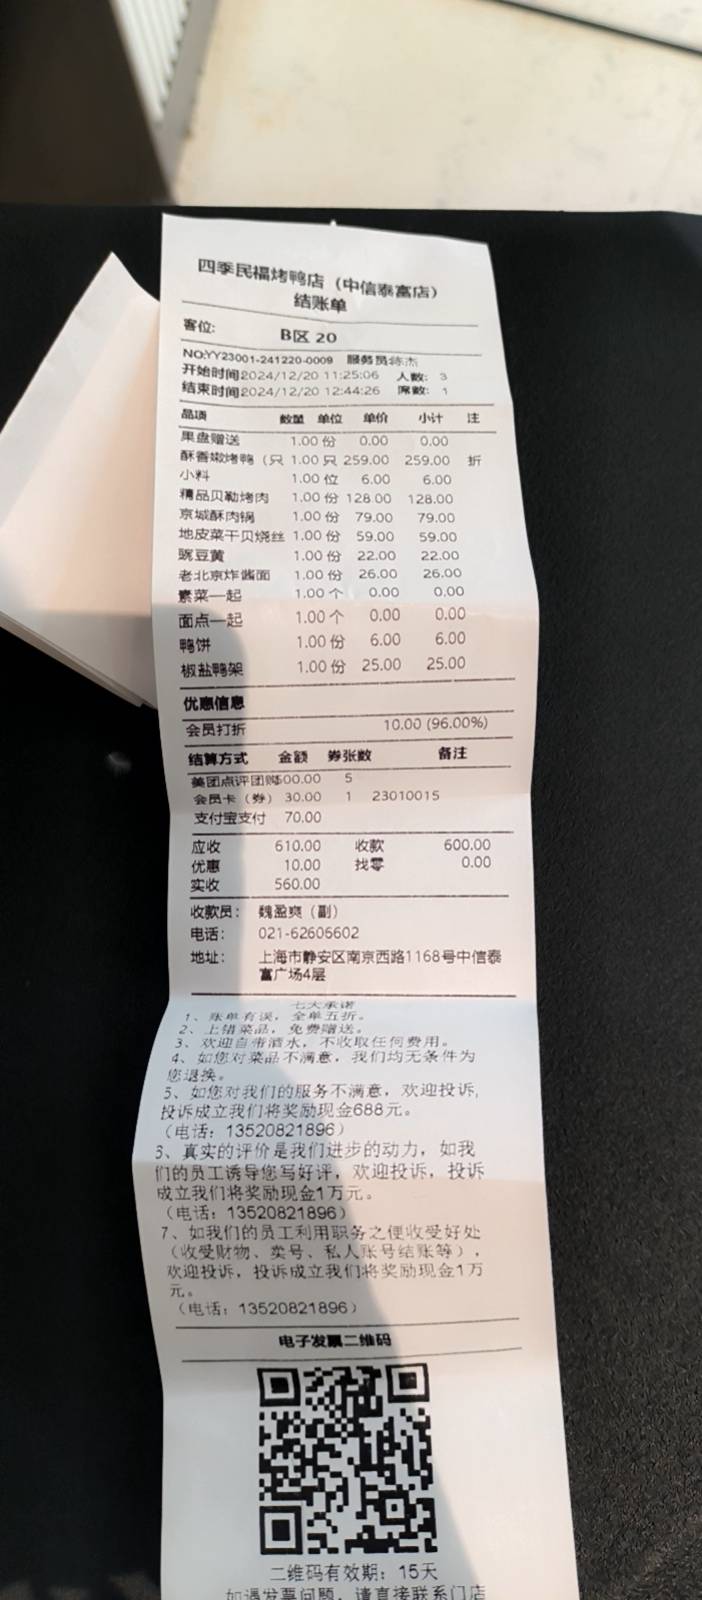 四季民福烤鸭店（中信泰富店）
结账单
客位: B区 20
NO:YY23001-241220-0009 服务员:陈杰
开始时间:2024/12/20 11:25:06 人数: 3
结束时间:2024/12/20 12:44:26 席数: 1
品项 数量 单位 单价 小计 注
果盘赠送 1.00 份 0.00 0.00
酥香嫩烤鸭（只 1.00 只 259.00 259.00 折
小料 1.00 位 6.00 6.00
精品贝勒烤肉 1.00 份 128.00 128.00
京城酥肉锅 1.00 份 79.00 79.00
地皮菜干贝烧丝 1.00 份 59.00 59.00
豌豆黄 1.00 份 22.00 22.00
老北京炸酱面 1.00 份 26.00 26.00
素菜一起 1.00 个 0.00 0.00
面点一起 1.00 个 0.00 0.00
鸭饼 1.00 份 6.00 6.00
椒盐鸭架 1.00 份 25.00 25.00
优惠信息
会员打折 10.00 (96.00%)
结算方式 金额 券张数 备注
美团点评团购500.00 5
会员卡（券） 30.00 1 23010015
支付宝支付 70.00
应收 610.00 收款 600.00
优惠 10.00 找零 0.00
实收 560.00
收款员: 魏盈爽（副）
电话: 021-62606602
地址: 上海市静安区南京西路1168号中信泰
富广场4层
七大承诺
1、账单有误，全单五折。
2、上错菜品，免费赠送。
3、欢迎自带酒水，不收取任何费用。
4、如您对菜品不满意，我们均无条件为
您退换。
5、如您对我们的服务不满意，欢迎投诉，
投诉成立我们将奖励现金688元。
（电话：13520821896）
3、真实的评价是我们进步的动力，如我
们的员工诱导您写好评，欢迎投诉，投诉
成立我们将奖励现金1万元。
（电话：13520821896）
7、如我们的员工利用职务之便收受好处
（收受财物、卖号、私人账号结账等），
欢迎投诉，投诉成立我们将奖励现金1万
元。
（电话：13520821896）
电子发票二维码
二维码有效期：15天
如遇发票问题，请直接联系门店